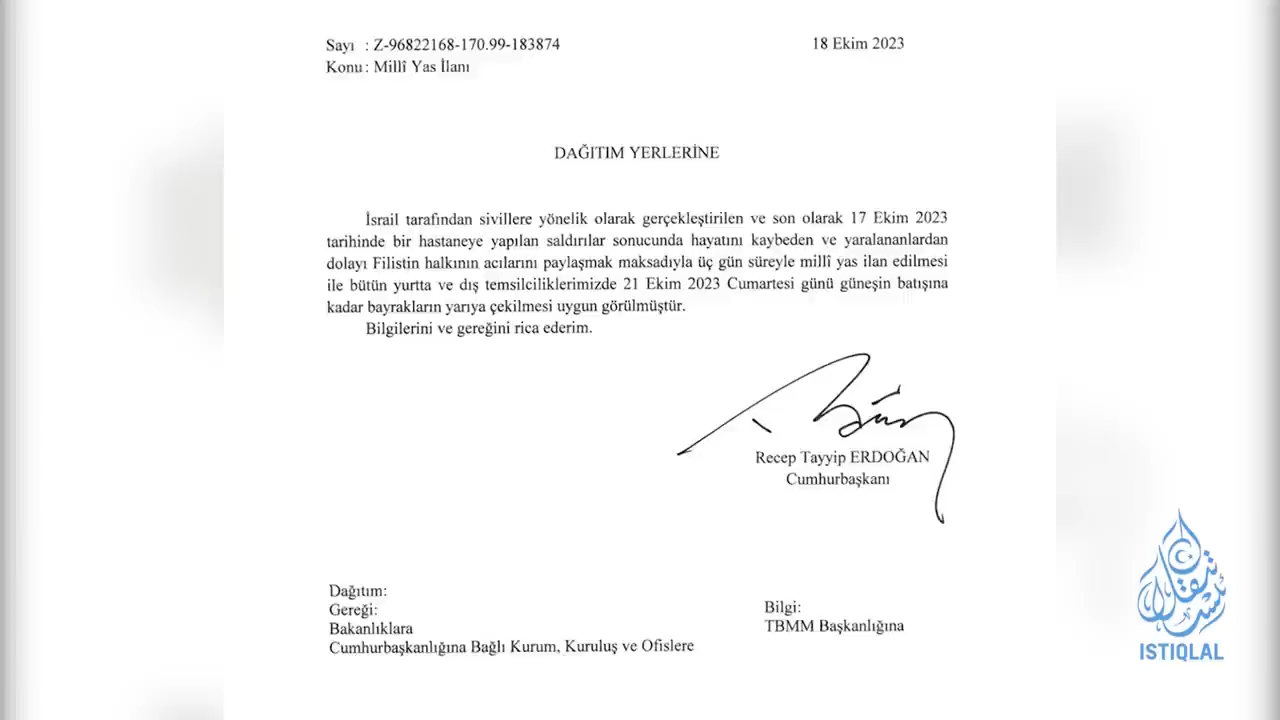 Sayı : Z-96822168-170.99-183874
18 Ekim 2023
Konu : Millî Yas İlanı
DAĞITIM YERLERİNE
İsrail tarafından sivillere yönelik olarak gerçekleştirilen ve son olarak 17 Ekim 2023
tarihinde bir hastaneye yapılan saldırılar sonucunda hayatını kaybeden ve yaralananlardan
dolayı Filistin halkının acılarını paylaşmak maksadıyla üç gün süreyle millî yas ilan edilmesi
ile bütün yurtta ve dış temsilciliklerimizde 21 Ekim 2023 Cumartesi günü güneşin batışına
kadar bayrakların yarıya çekilmesi uygun görülmüştür.
Bilgilerini ve gereğini rica ederim.
Recep Tayyip ERDOĞAN
Cumhurbaşkanı
Dağıtım:
Gereği:
Bakanlıklara
Cumhurbaşkanlığına Bağlı Kurum, Kuruluş ve Ofislere
Bilgi:
TBMM Başkanlığına
ISTIQLAL